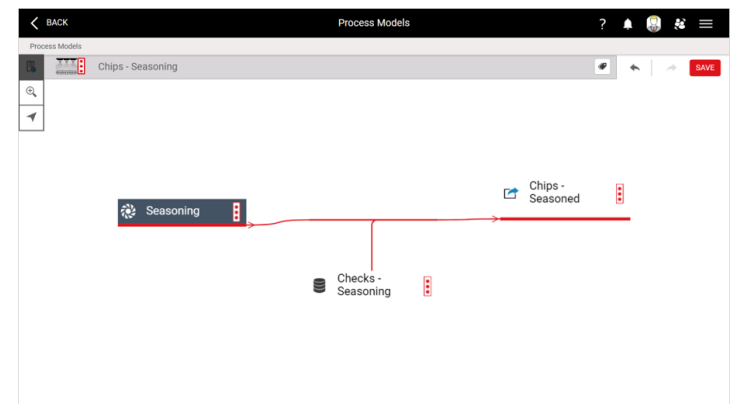 BACK
Process Models
?
Process Models
Chips - Seasoning
SAVE
Chips -
Seasoned
Seasoning
Checks -
Seasoning